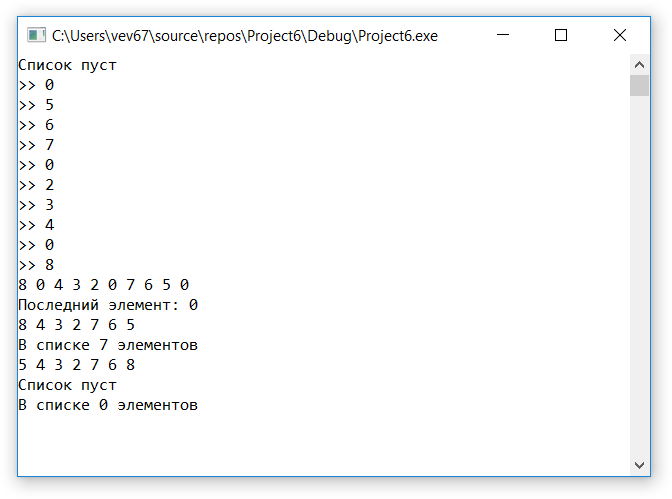 C:\Users\vev67\source\repos\Project6\Debug\Project6.exe
Список пуст
>> 0
>> 5
>> 6
>> 7
>> 0
>> 2
>> 3
>> 4
>> 0
>> 8
8 0 4 3 2 0 7 6 5 0
Последний элемент: 0
8 4 3 2 7 6 5
В списке 7 элементов
5 4 3 2 7 6 8
Список пуст
В списке 0 элементов